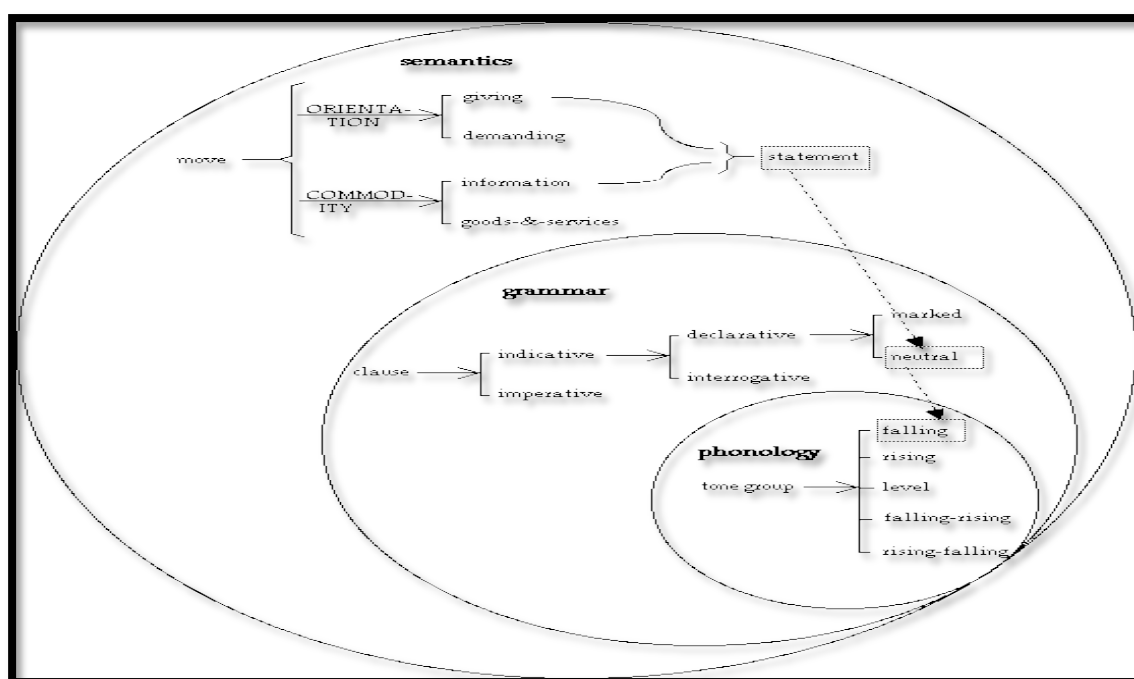 semantics
giving
ORIENTA-
TION
demanding
move
statement
information
COMMOD-
ITY
goods-&-services
grammar
marked
declarative
indicative
neutral
clause
interrogative
imperative
falling
phonology
rising
tone group
level
falling-rising
rising-falling